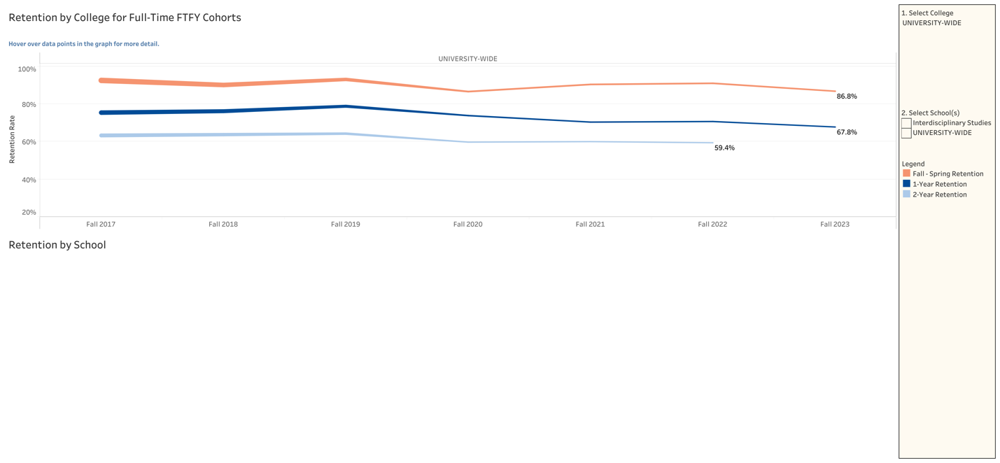 Retention by College for Full-Time FTFY Cohorts
Hover over data points in the graph for more detail.
UNIVERSITY-WIDE
100%
80%
60%
40%
20%
Retention Rate
86.8%
67.8%
59.4%
Fall 2017
Fall 2018
Fall 2019
Fall 2020
Fall 2021
Fall 2022
Fall 2023
Retention by School
1. Select College
UNIVERSITY-WIDE
2. Select School(s)
Interdisciplinary Studies
UNIVERSITY-WIDE
Legend
Fall - Spring Retention
1-Year Retention
2-Year Retention